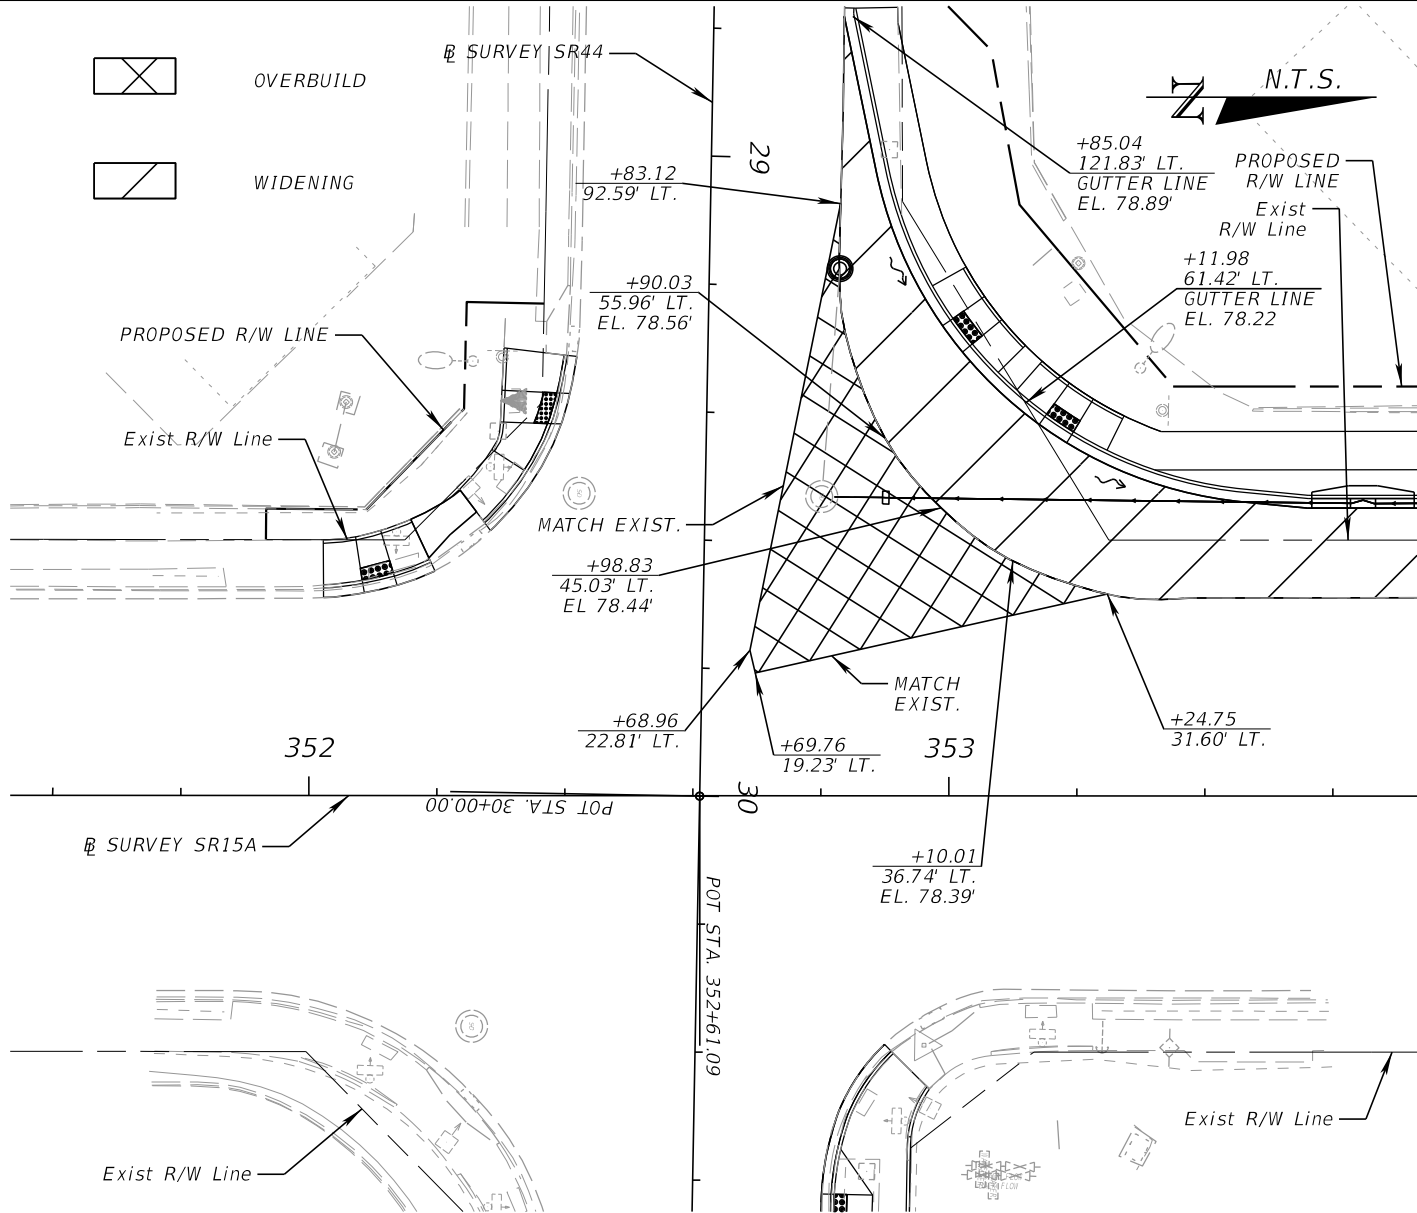 OVERBUILD
WIDENING
℄ SURVEY SR44
N
N.T.S.
29
+83.12
92.59' LT.
+85.04
121.83' LT.
GUTTER LINE
EL. 78.89'
PROPOSED
R/W LINE
Exist
R/W Line
+11.98
61.42' LT.
GUTTER LINE
EL. 78.22
+90.03
55.96' LT.
EL. 78.56'
PROPOSED R/W LINE
Exist R/W Line
MATCH EXIST.
+98.83
45.03' LT.
EL 78.44'
MATCH
EXIST.
+68.96
22.81' LT.
+69.76
19.23' LT.
+24.75
31.60' LT.
352
353
30
POT STA. 30+00.00
℄ SURVEY SR15A
+10.01
36.74' LT.
EL. 78.39'
POT STA. 352+61.09
Exist R/W Line
Exist R/W Line